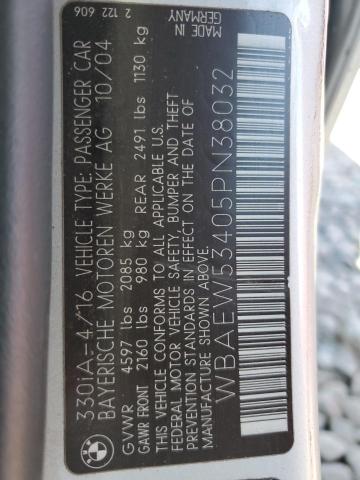 330iA-4/16 VEHICLE TYPE: PASSENGER CAR
BAYERISCHE MOTOREN WERKE AG 10/04
GVWR 4597 lbs 2085 kg
GAWR FRONT 2160 lbs 980 kg REAR 2491 lbs 1130 kg
THIS VEHICLE CONFORMS TO ALL APPLICABLE U.S.
FEDERAL MOTOR VEHICLE SAFETY, BUMPER AND THEFT
PREVENTION STANDARDS IN EFFECT ON THE DATE OF
MANUFACTURE SHOWN ABOVE.
WBAEW53405PN38032
2 122 606
MADE IN
GERMANY
BMW